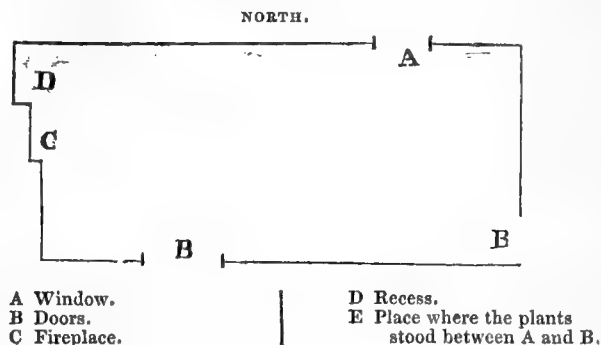 NORTH.
A
D
C
B
B
A Window.
B Doors.
C Fireplace.
D Recess.
E Place where the plants
stood between A and B.